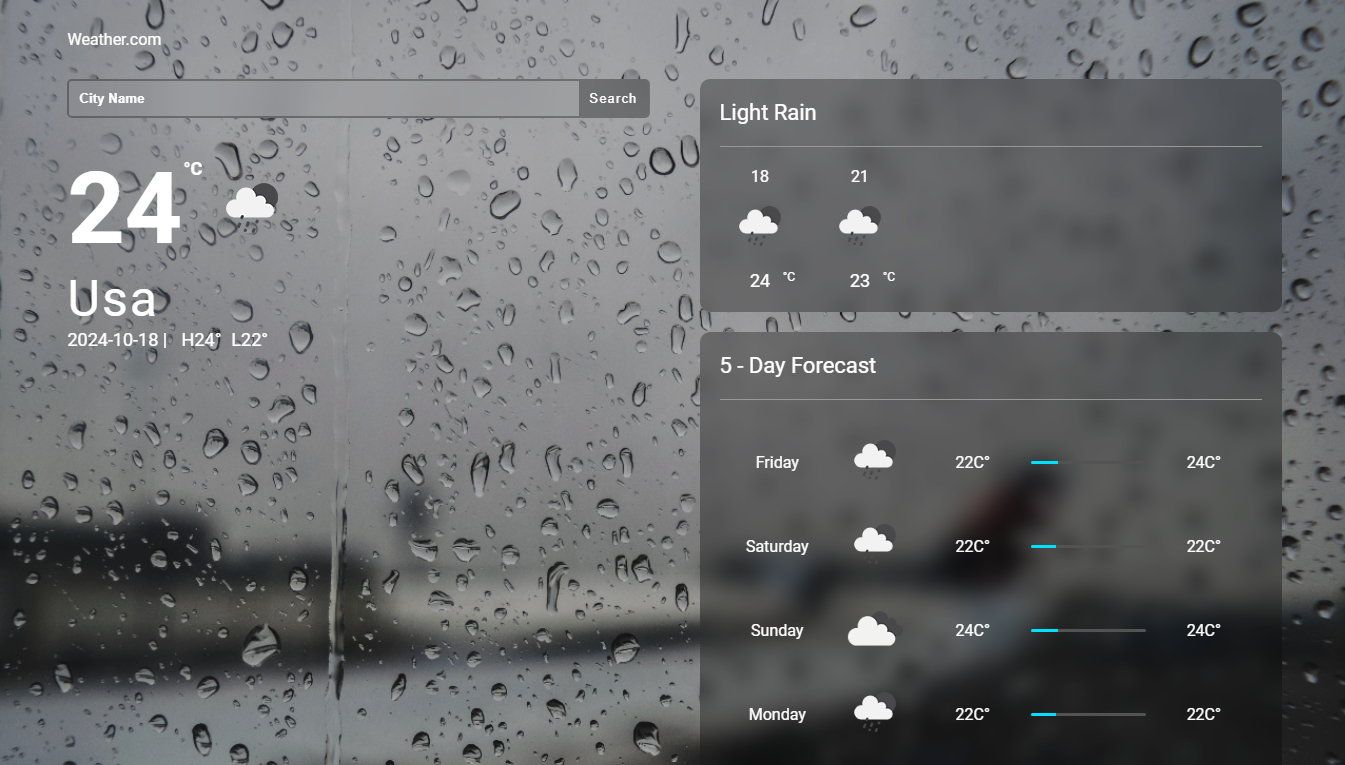 Weather.com
City Name Search
24 °C
Usa
2024-10-18 | H24° L22°
Light Rain
18 21
24 °C 23 °C
5 - Day Forecast
Friday 22C° 24C°
Saturday 22C° 22C°
Sunday 24C° 24C°
Monday 22C° 22C°